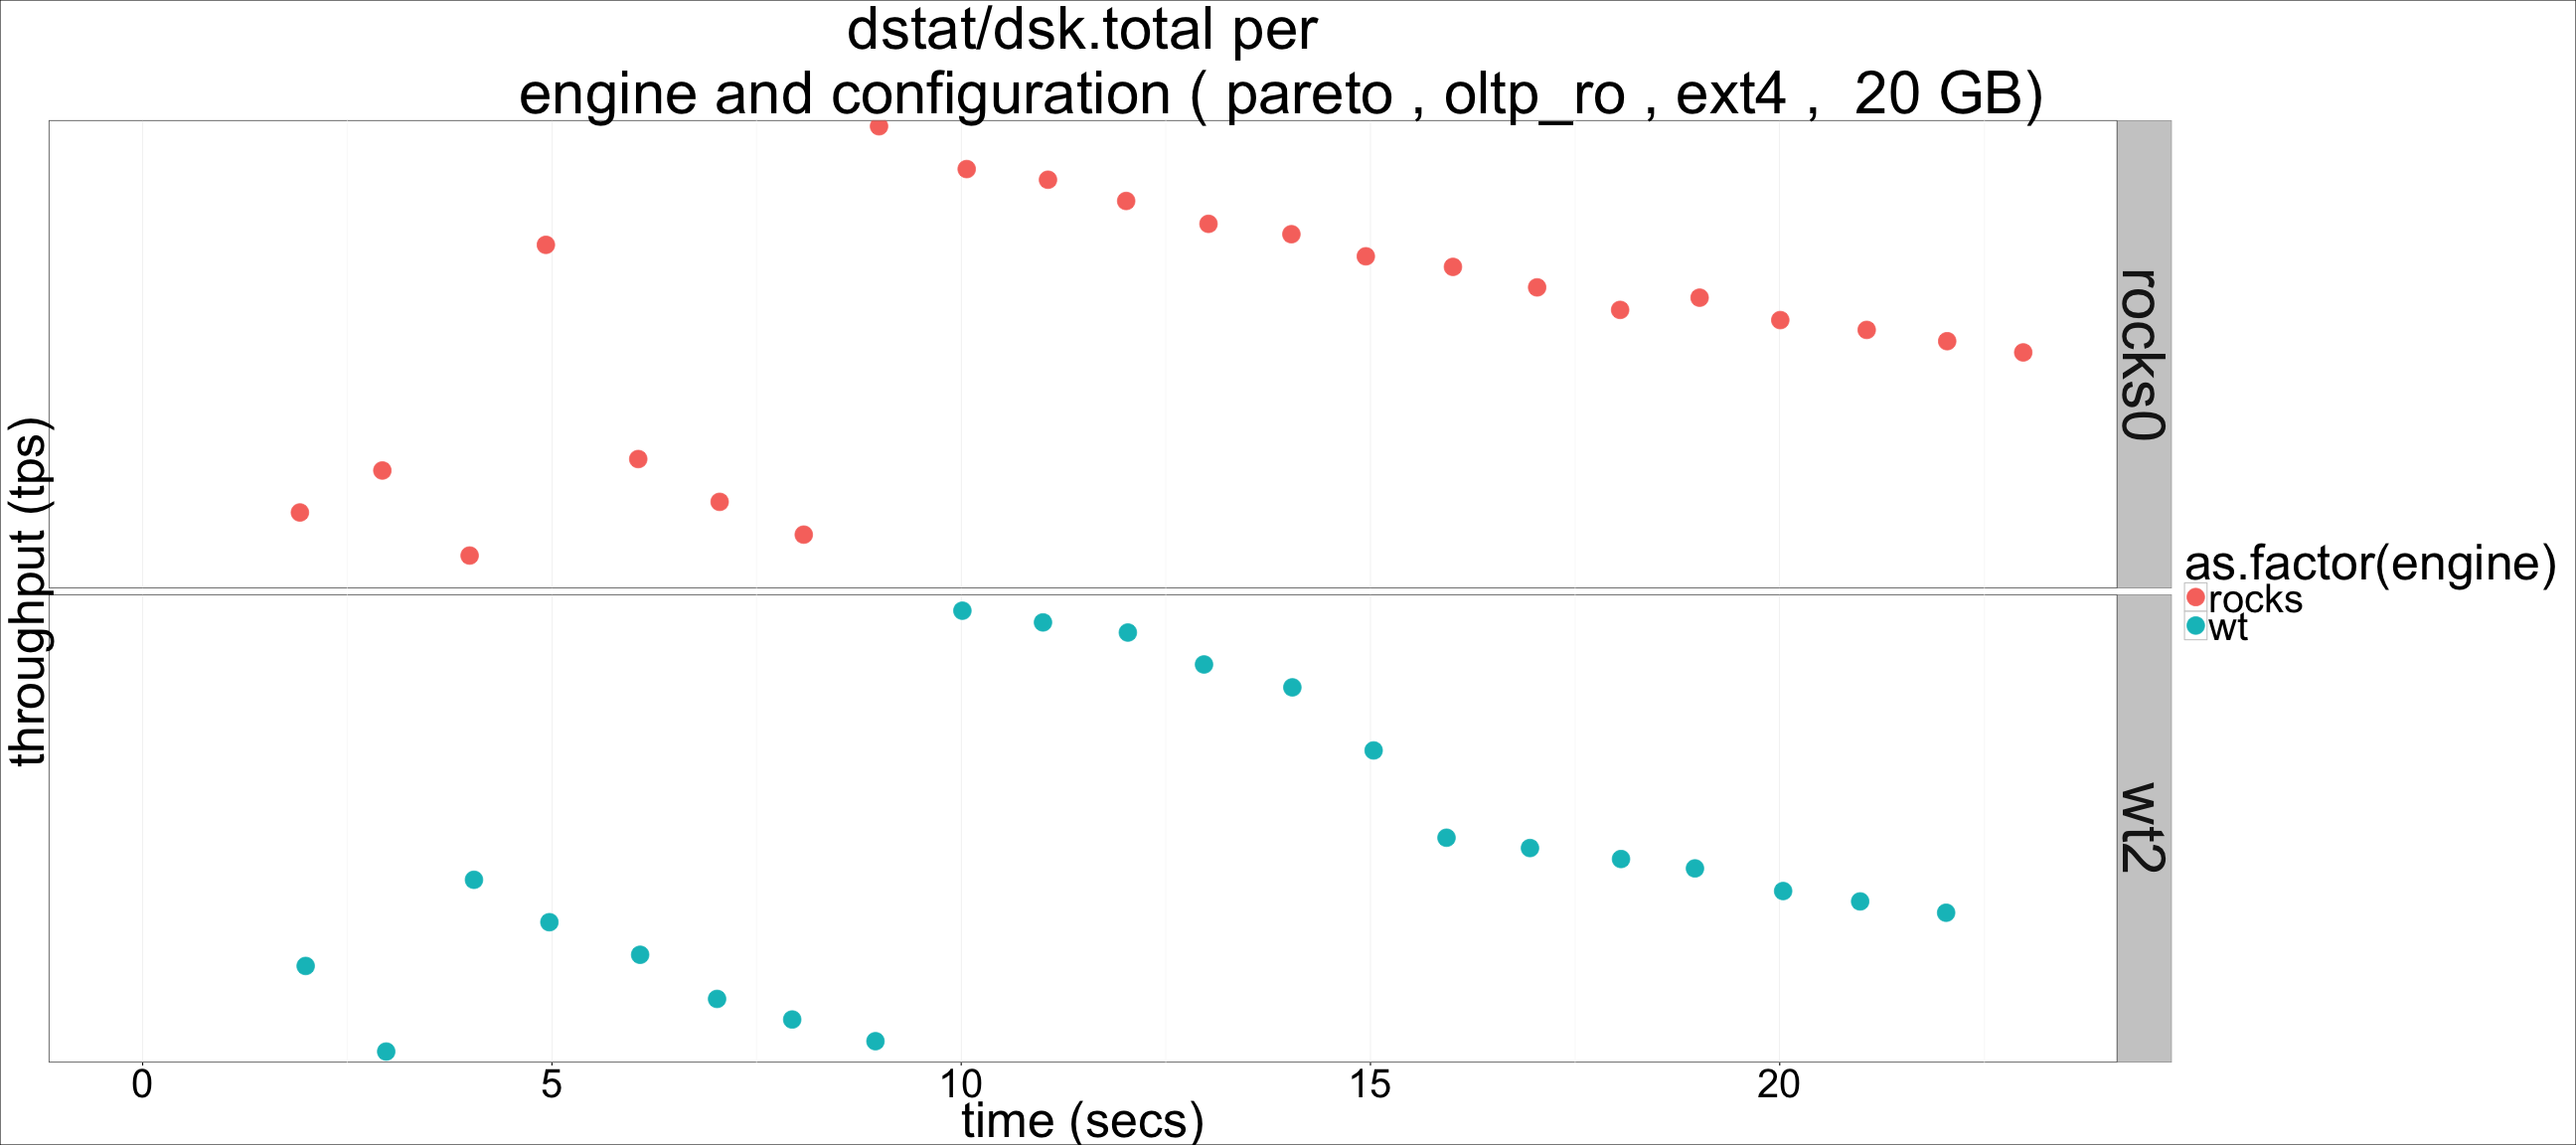 dstat/dsk.total per
engine and configuration ( pareto , oltp_ro , ext4 ,  20 GB)
throughput (tps)
rocks0
wt2
as.factor(engine)
rocks
wt
0
5
10
15
20
time (secs)